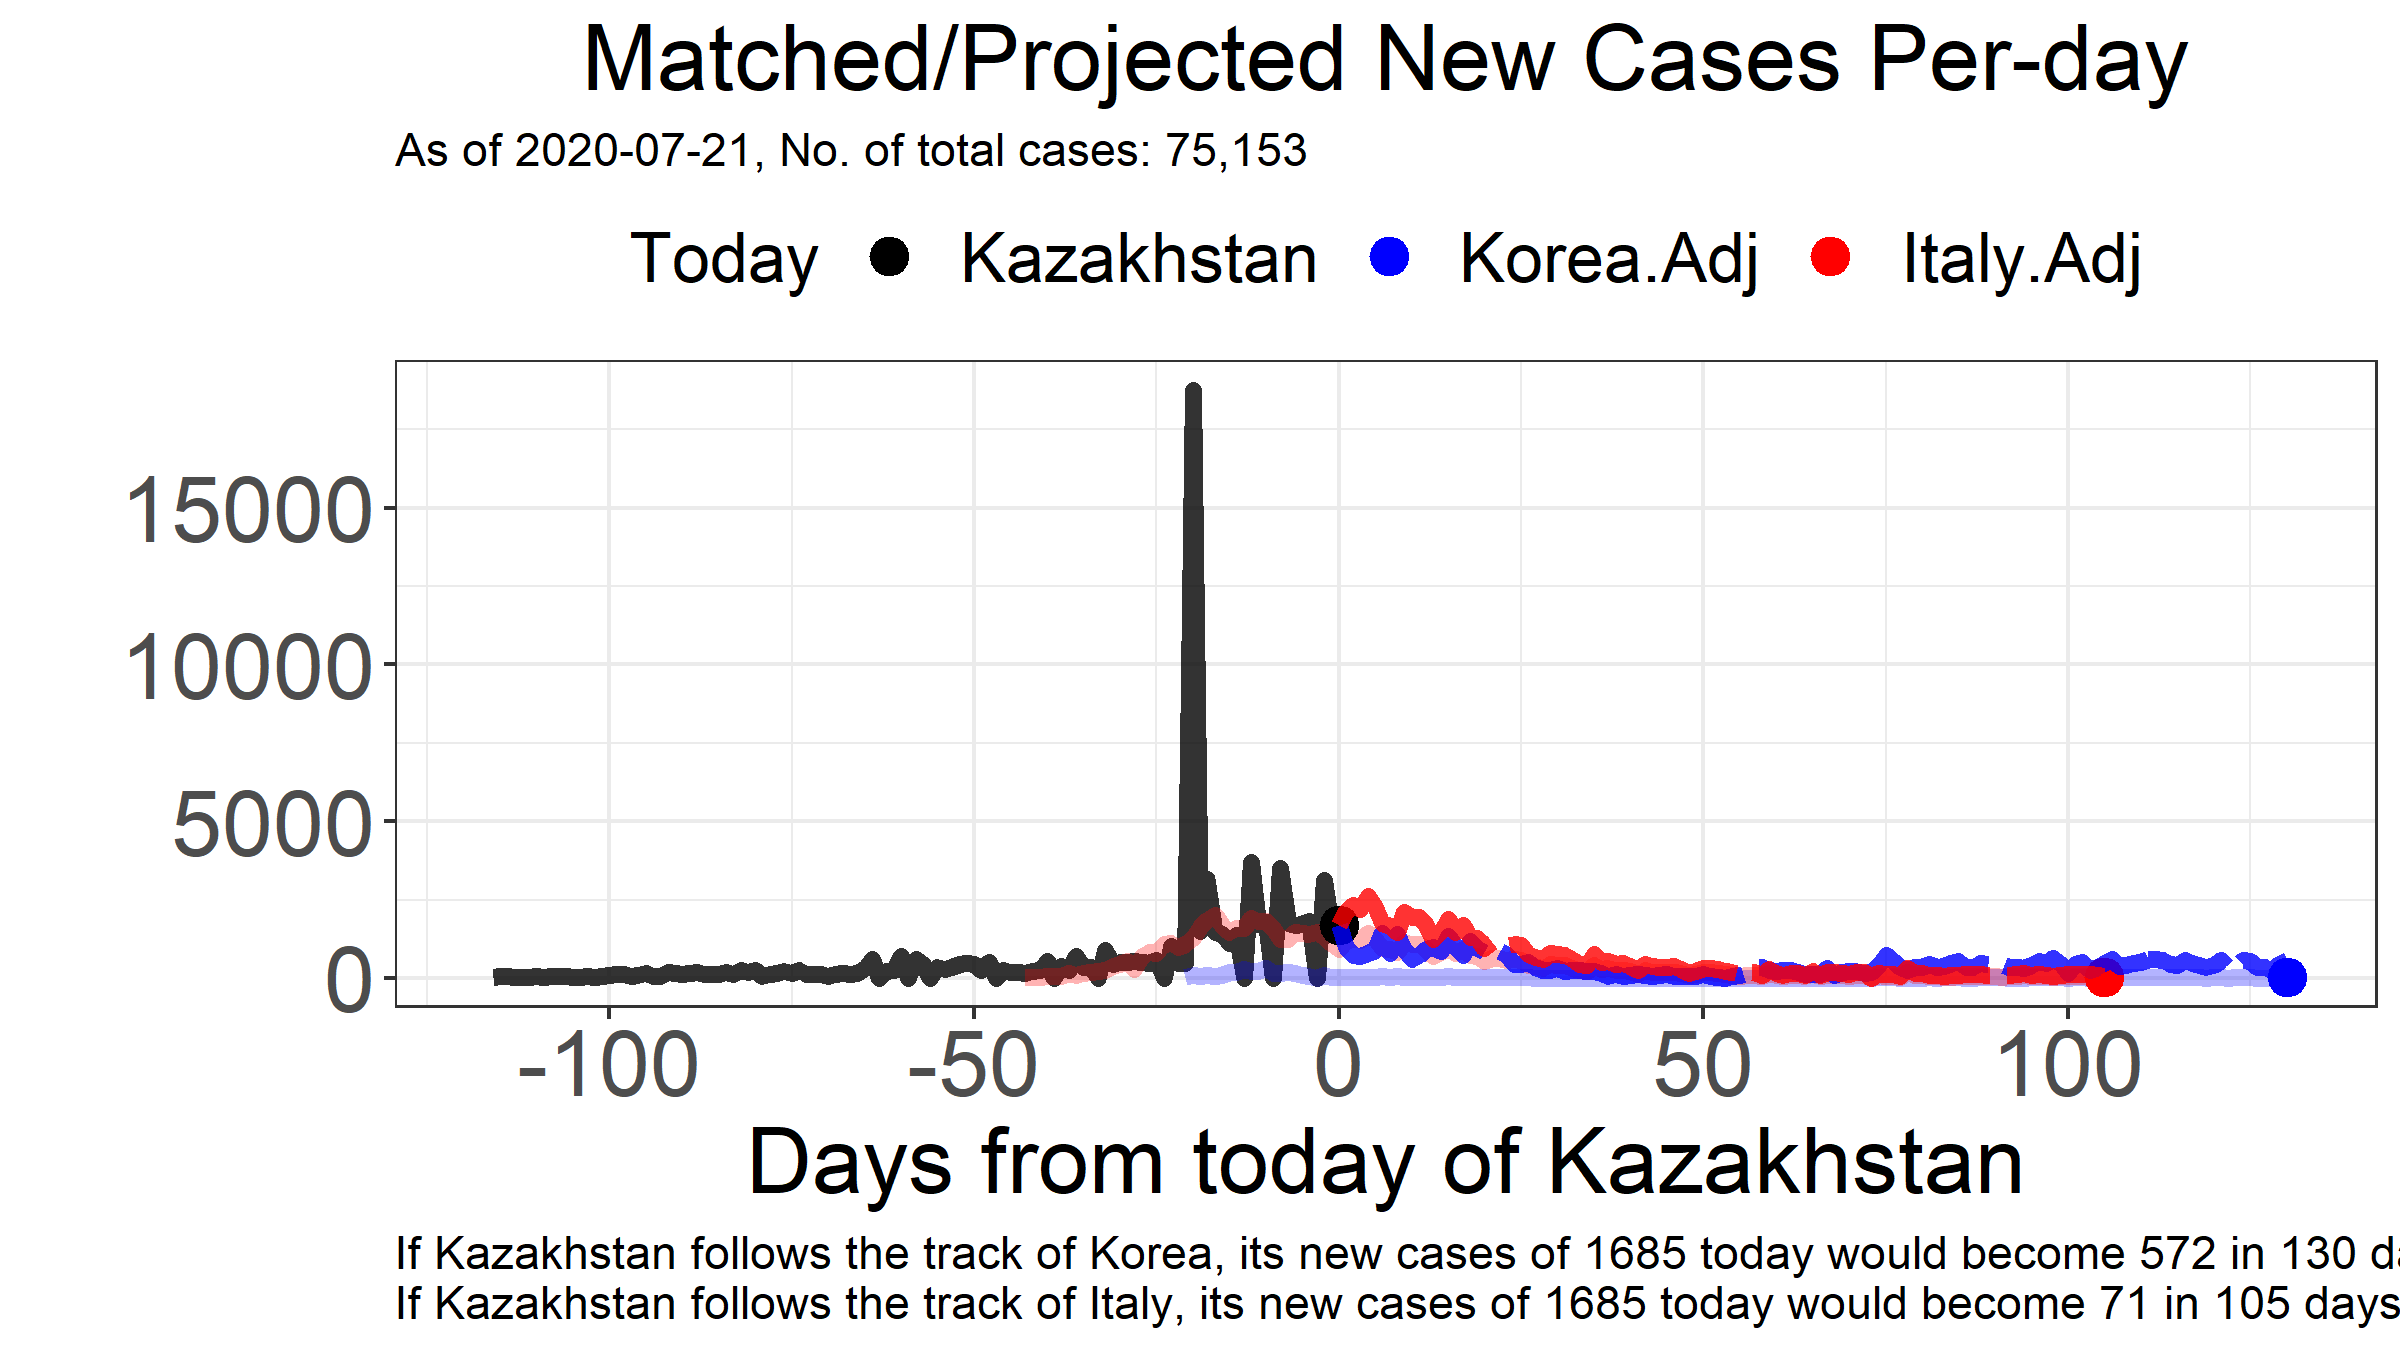 Matched/Projected New Cases Per-day
As of 2020-07-21, No. of total cases: 75,153
Today Kazakhstan Korea.Adj Italy.Adj
15000
10000
5000
0
-100 -50 0 50 100
Days from today of Kazakhstan
If Kazakhstan follows the track of Korea, its new cases of 1685 today would become 572 in 130
If Kazakhstan follows the track of Italy, its new cases of 1685 today would become 71 in 105 days